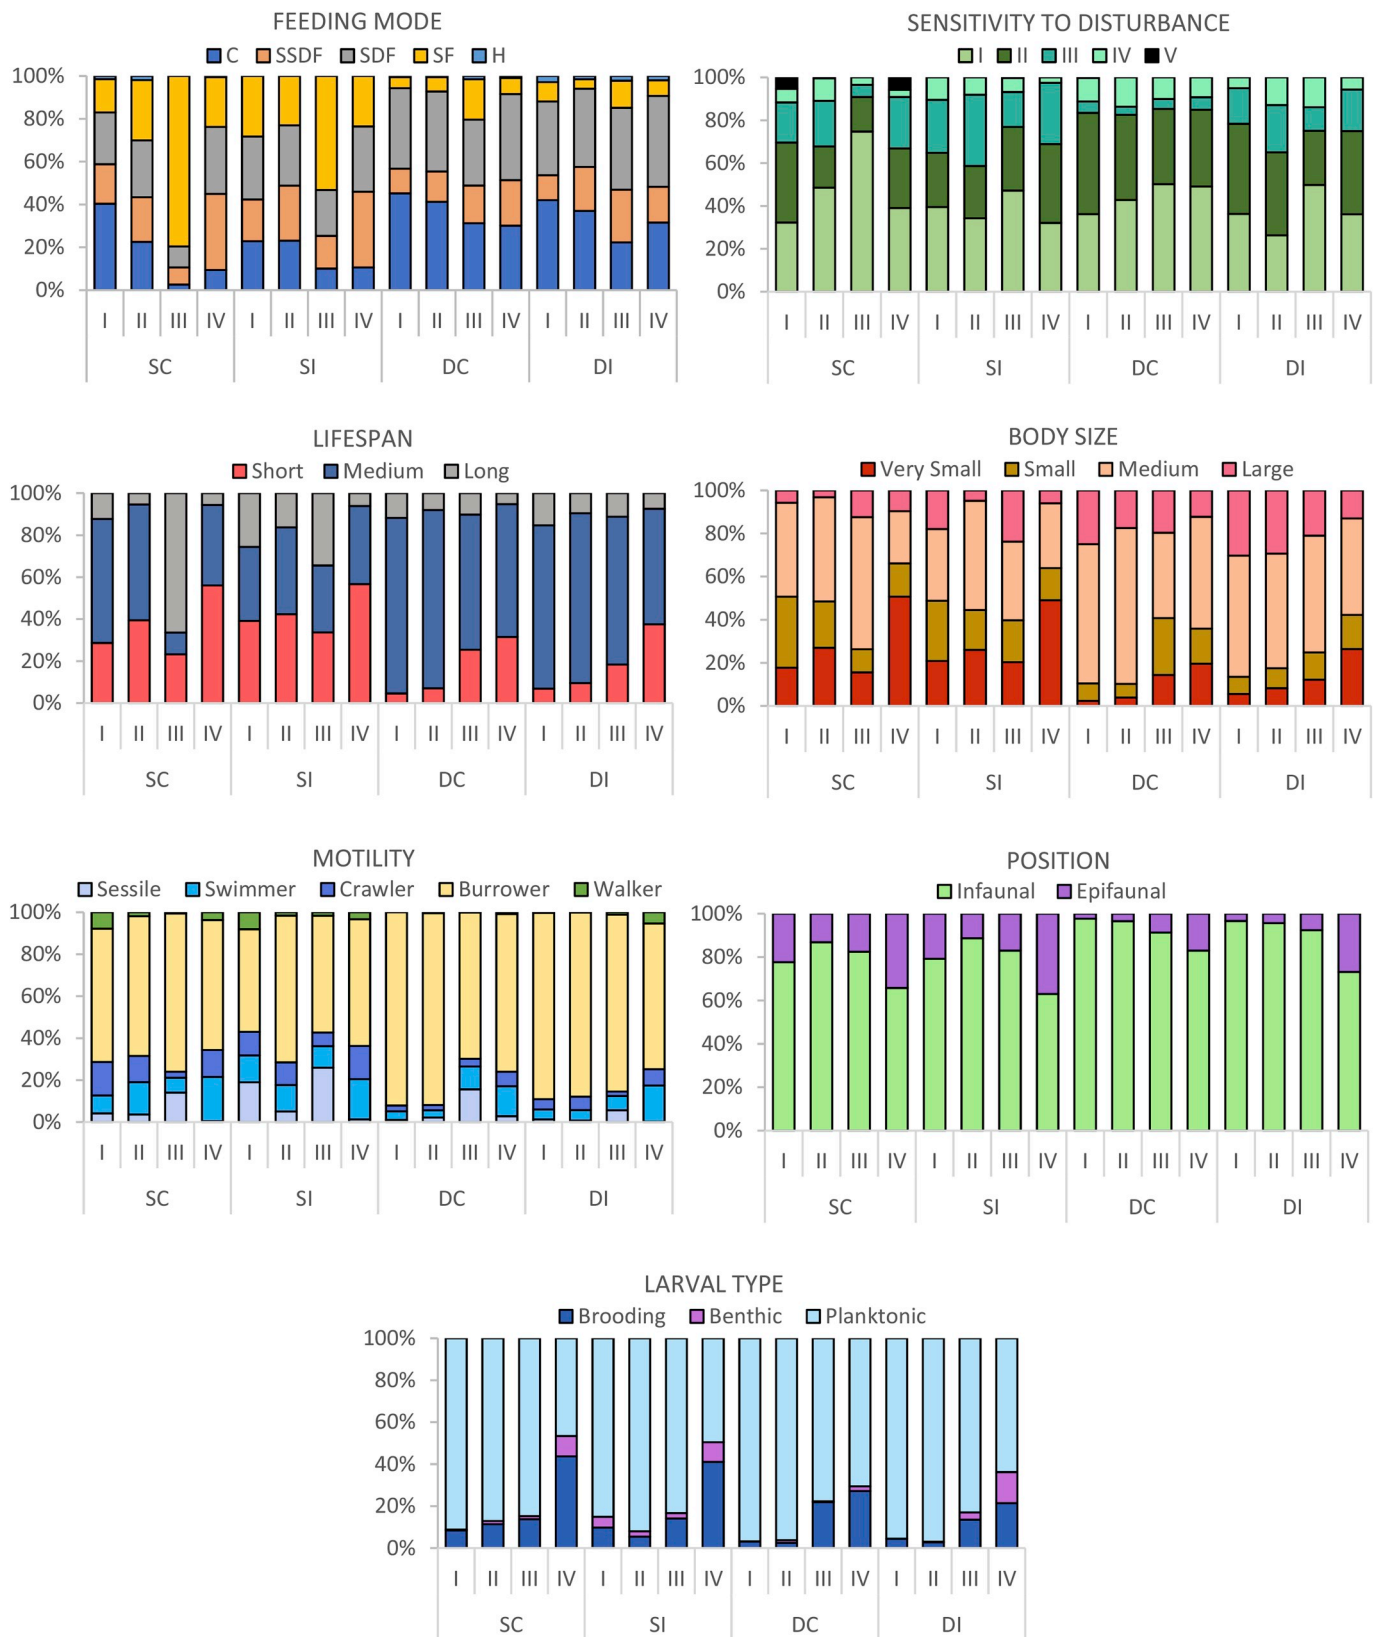 FEEDING MODE
C SSDF SDF SF H
100%
80%
60%
40%
20%
0%
I II III IV I II III IV I II III IV I II III IV
SC SI DC DI
SENSITIVITY TO DISTURBANCE
I II III IV V
100%
80%
60%
40%
20%
0%
I II III IV I II III IV I II III IV I II III IV
SC SI DC DI
LIFESPAN
Short Medium Long
100%
80%
60%
40%
20%
0%
I II III IV I II III IV I II III IV I II III IV
SC SI DC DI
BODY SIZE
Very Small Small Medium Large
100%
80%
60%
40%
20%
0%
I II III IV I II III IV I II III IV I II III IV
SC SI DC DI
MOTILITY
Sessile Swimmer Crawler Burrower Walker
100%
80%
60%
40%
20%
0%
I II III IV I II III IV I II III IV I II III IV
SC SI DC DI
POSITION
Infaunal Epifaunal
100%
80%
60%
40%
20%
0%
I II III IV I II III IV I II III IV I II III IV
SC SI DC DI
LARVAL TYPE
Brooding Benthic Planktonic
100%
80%
60%
40%
20%
0%
I II III IV I II III IV I II III IV I II III IV
SC SI DC DI